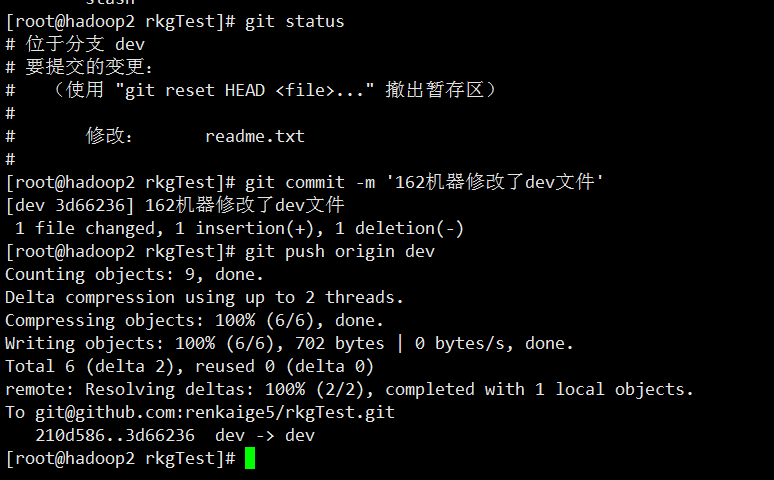 stash
[root@hadoop2 rkgTest]# git status
# 位于分支 dev
# 要提交的变更：
#   （使用 "git reset HEAD <file>..." 撤出暂存区）
#
#       修改：      readme.txt
#
[root@hadoop2 rkgTest]# git commit -m '162机器修改了dev文件'
[dev 3d66236] 162机器修改了dev文件
 1 file changed, 1 insertion(+), 1 deletion(-)
[root@hadoop2 rkgTest]# git push origin dev
Counting objects: 9, done.
Delta compression using up to 2 threads.
Compressing objects: 100% (6/6), done.
Writing objects: 100% (6/6), 702 bytes | 0 bytes/s, done.
Total 6 (delta 2), reused 0 (delta 0)
remote: Resolving deltas: 100% (2/2), completed with 1 local objects.
To git@github.com:renkaige5/rkgTest.git
   210d586..3d66236  dev -> dev
[root@hadoop2 rkgTest]#